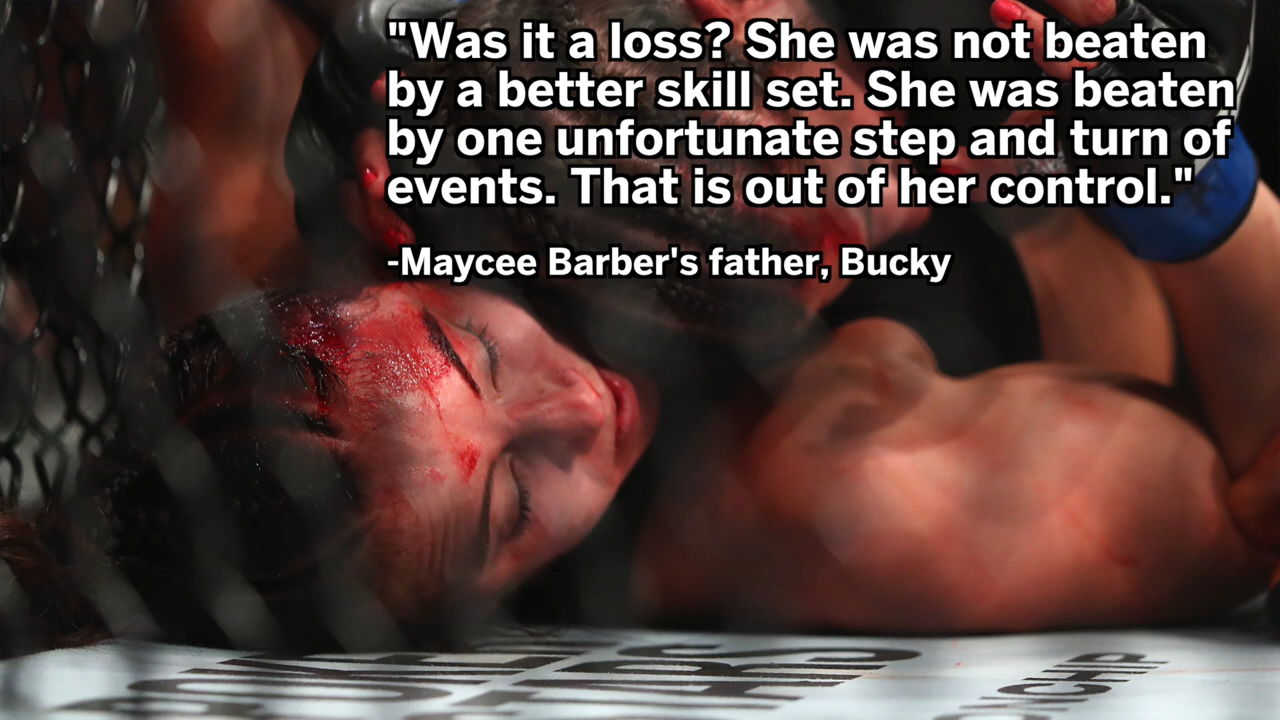 "Was it a loss? She was not beaten
by a better skill set. She was beaten
by one unfortunate step and turn of
events. That is out of her control."
-Maycee Barber's father, Bucky